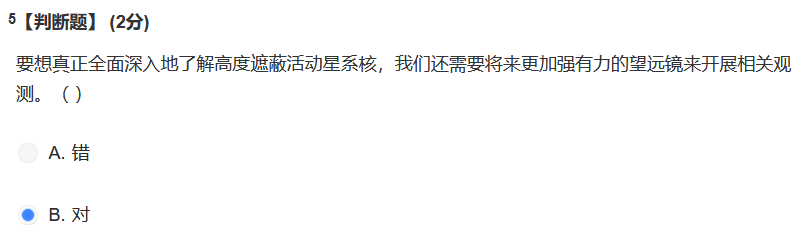 5【判断题】 (2分)
要想真正全面深入地了解高度遮蔽活动星系核，我们还需要将来更加强有力的望远镜来开展相关观
测。（ ）
A. 错
B. 对